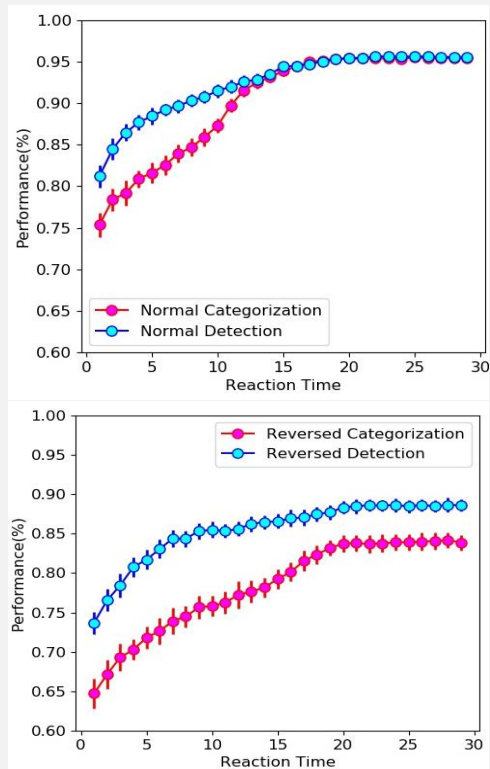 1.00
0.95
0.90
0.85
0.80
0.75
0.70
0.65
0.60
Performance(%)
Normal Categorization
Normal Detection
0 5 10 15 20 25 30
Reaction Time
1.00
0.95
0.90
0.85
0.80
0.75
0.70
0.65
0.60
Performance(%)
Reversed Categorization
Reversed Detection
0 5 10 15 20 25 30
Reaction Time